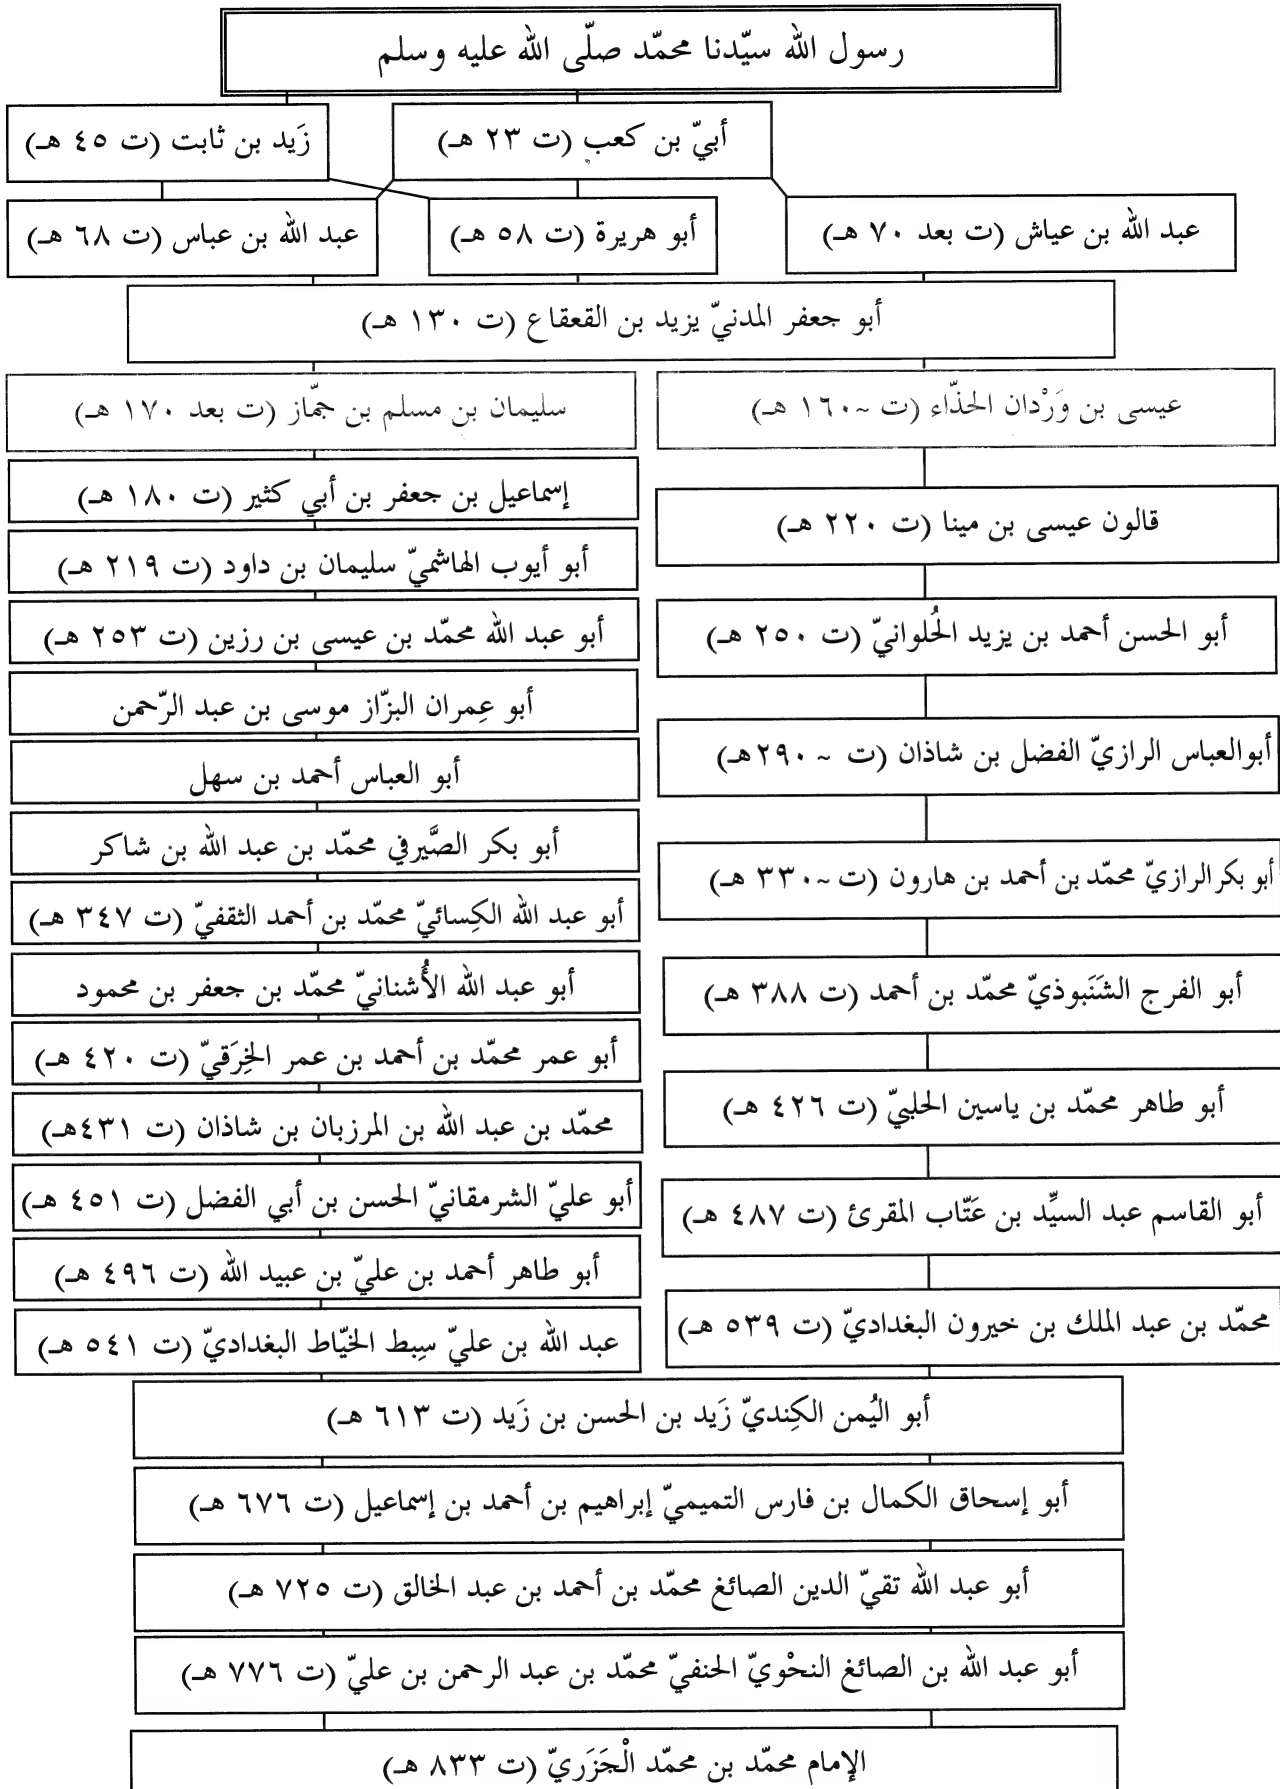 رسول الله سيّدنا محمّد صلّى الله عليه وسلم
أبيّ بن كعب (ت ٢٣ هـ)
زَيد بن ثابت (ت ٤٥ هـ)
عبد الله بن عياش (ت بعد ٧٠ هـ)
أبو هريرة (ت ٥٨ هـ)
عبد الله بن عباس (ت ٦٨ هـ)
أبو جعفر المدنيّ يزيد بن القعقاع (ت ١٣٠ هـ)
عيسى بن وَرْدان الحذّاء (ت ~١٦٠ هـ)
قالون عيسى بن مينا (ت ٢٢٠ هـ)
أبو الحسن أحمد بن يزيد الحُلوانيّ (ت ٢٥٠ هـ)
أبوالعباس الرازيّ الفضل بن شاذان (ت ~ ٢٩٠هـ)
أبو بكر الرازيّ محمّد بن أحمد بن هارون (ت ~٣٣٠ هـ)
أبو الفرج الشَنَبوذيّ محمّد بن أحمد (ت ٣٨٨ هـ)
أبو طاهر محمّد بن ياسين الحلبيّ (ت ٤٢٦ هـ)
أبو القاسم عبد السيِّد بن عَتّاب المقرئ (ت ٤٨٧ هـ)
محمّد بن عبد الملك بن خيرون البغداديّ (ت ٥٣٩ هـ)
سليمان بن مسلم بن جمّاز (ت بعد ١٧٠ هـ)
إسماعيل بن جعفر بن أبي كثير (ت ١٨٠ هـ)
أبو أيوب الهاشميّ سليمان بن داود (ت ٢١٩ هـ)
أبو عبد الله محمّد بن عيسى بن رزين (ت ٢٥٣ هـ)
أبو عِمران البزّاز موسى بن عبد الرّحمن
أبو العباس أحمد بن سهل
أبو بكر الصَّيرفي محمّد بن عبد الله بن شاكر
أبو عبد الله الكِسائيّ محمّد بن أحمد الثقفيّ (ت ٣٤٧ هـ)
أبو عبد الله الأُشنانيّ محمّد بن جعفر بن محمود
أبو عمر محمّد بن أحمد بن عمر الخِرَقيّ (ت ٤٢٠ هـ)
محمّد بن عبد الله بن المرزبان بن شاذان (ت ٤٣١هـ)
أبو عليّ الشرمقانيّ الحسن بن أبي الفضل (ت ٤٥١ هـ)
أبو طاهر أحمد بن عليّ بن عبيد الله (ت ٤٩٦ هـ)
عبد الله بن عليّ سِبط الخيّاط البغداديّ (ت ٥٤١ هـ)
أبو اليُمن الكِنديّ زَيد بن الحسن بن زَيد (ت ٦١٣ هـ)
أبو إسحاق الكمال بن فارس التميميّ إبراهيم بن أحمد بن إسماعيل (ت ٦٧٦ هـ)
أبو عبد الله تقيّ الدين الصائغ محمّد بن أحمد بن عبد الخالق (ت ٧٢٥ هـ)
أبو عبد الله بن الصائغ النحْويّ الحنفيّ محمّد بن عبد الرحمن بن عليّ (ت ٧٧٦ هـ)
الإمام محمّد بن محمّد الْجَزَريّ (ت ٨٣٣ هـ)